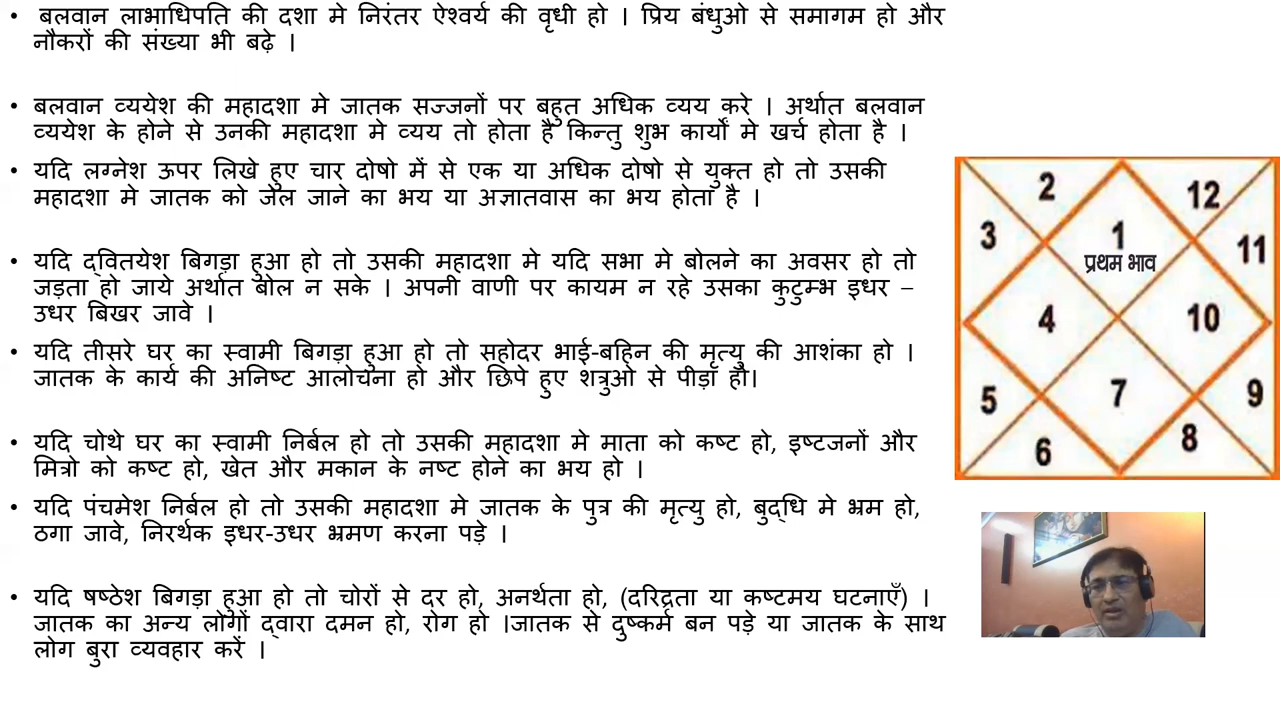 • बलवान लाभाधिपति की दशा मे निरंतर ऐश्वर्य की वृधी हो । प्रिय बंधुओ से समागम हो और
नौकरों की संख्या भी बढ़े ।
• बलवान व्ययेश की महादशा मे जातक सज्जनों पर बहुत अधिक व्यय करे । अर्थात बलवान
व्ययेश के होने से उनकी महादशा मे व्यय तो होता है किन्तु शुभ कार्यों मे खर्च होता है ।
• यदि लग्नेश ऊपर लिखे हुए चार दोषो में से एक या अधिक दोषो से युक्त हो तो उसकी
महादशा मे जातक को जेल जाने का भय या अज्ञातवास का भय होता है ।
• यदि द्वितयेश बिगड़ा हुआ हो तो उसकी महादशा मे यदि सभा मे बोलने का अवसर हो तो
जड़ता हो जाये अर्थात बोल न सके । अपनी वाणी पर कायम न रहे उसका कुटुम्भ इधर –
उधर बिखर जावे ।
• यदि तीसरे घर का स्वामी बिगड़ा हुआ हो तो सहोदर भाई-बहिन की मृत्यु की आशंका हो ।
जातक के कार्य की अनिष्ट आलोचना हो और छिपे हुए शत्रुओ से पीड़ा हो।
• यदि चोथे घर का स्वामी निर्बल हो तो उसकी महादशा मे माता को कष्ट हो, इष्टजनों और
मित्रो को कष्ट हो, खेत और मकान के नष्ट होने का भय हो ।
• यदि पंचमेश निर्बल हो तो उसकी महादशा मे जातक के पुत्र की मृत्यु हो, बुद्धि मे भ्रम हो,
ठगा जावे, निरर्थक इधर-उधर भ्रमण करना पड़े ।
• यदि षष्ठेश बिगड़ा हुआ हो तो चोरों से दर हो, अनर्थता हो, (दरिद्रता या कष्टमय घटनाएँ) ।
जातक का अन्य लोगों द्वारा दमन हो, रोग हो ।जातक से दुष्कर्म बन पड़े या जातक के साथ
लोग बुरा व्यवहार करें ।
2 12
3 1 11
प्रथम भाव
4 10
5 7 9
6 8